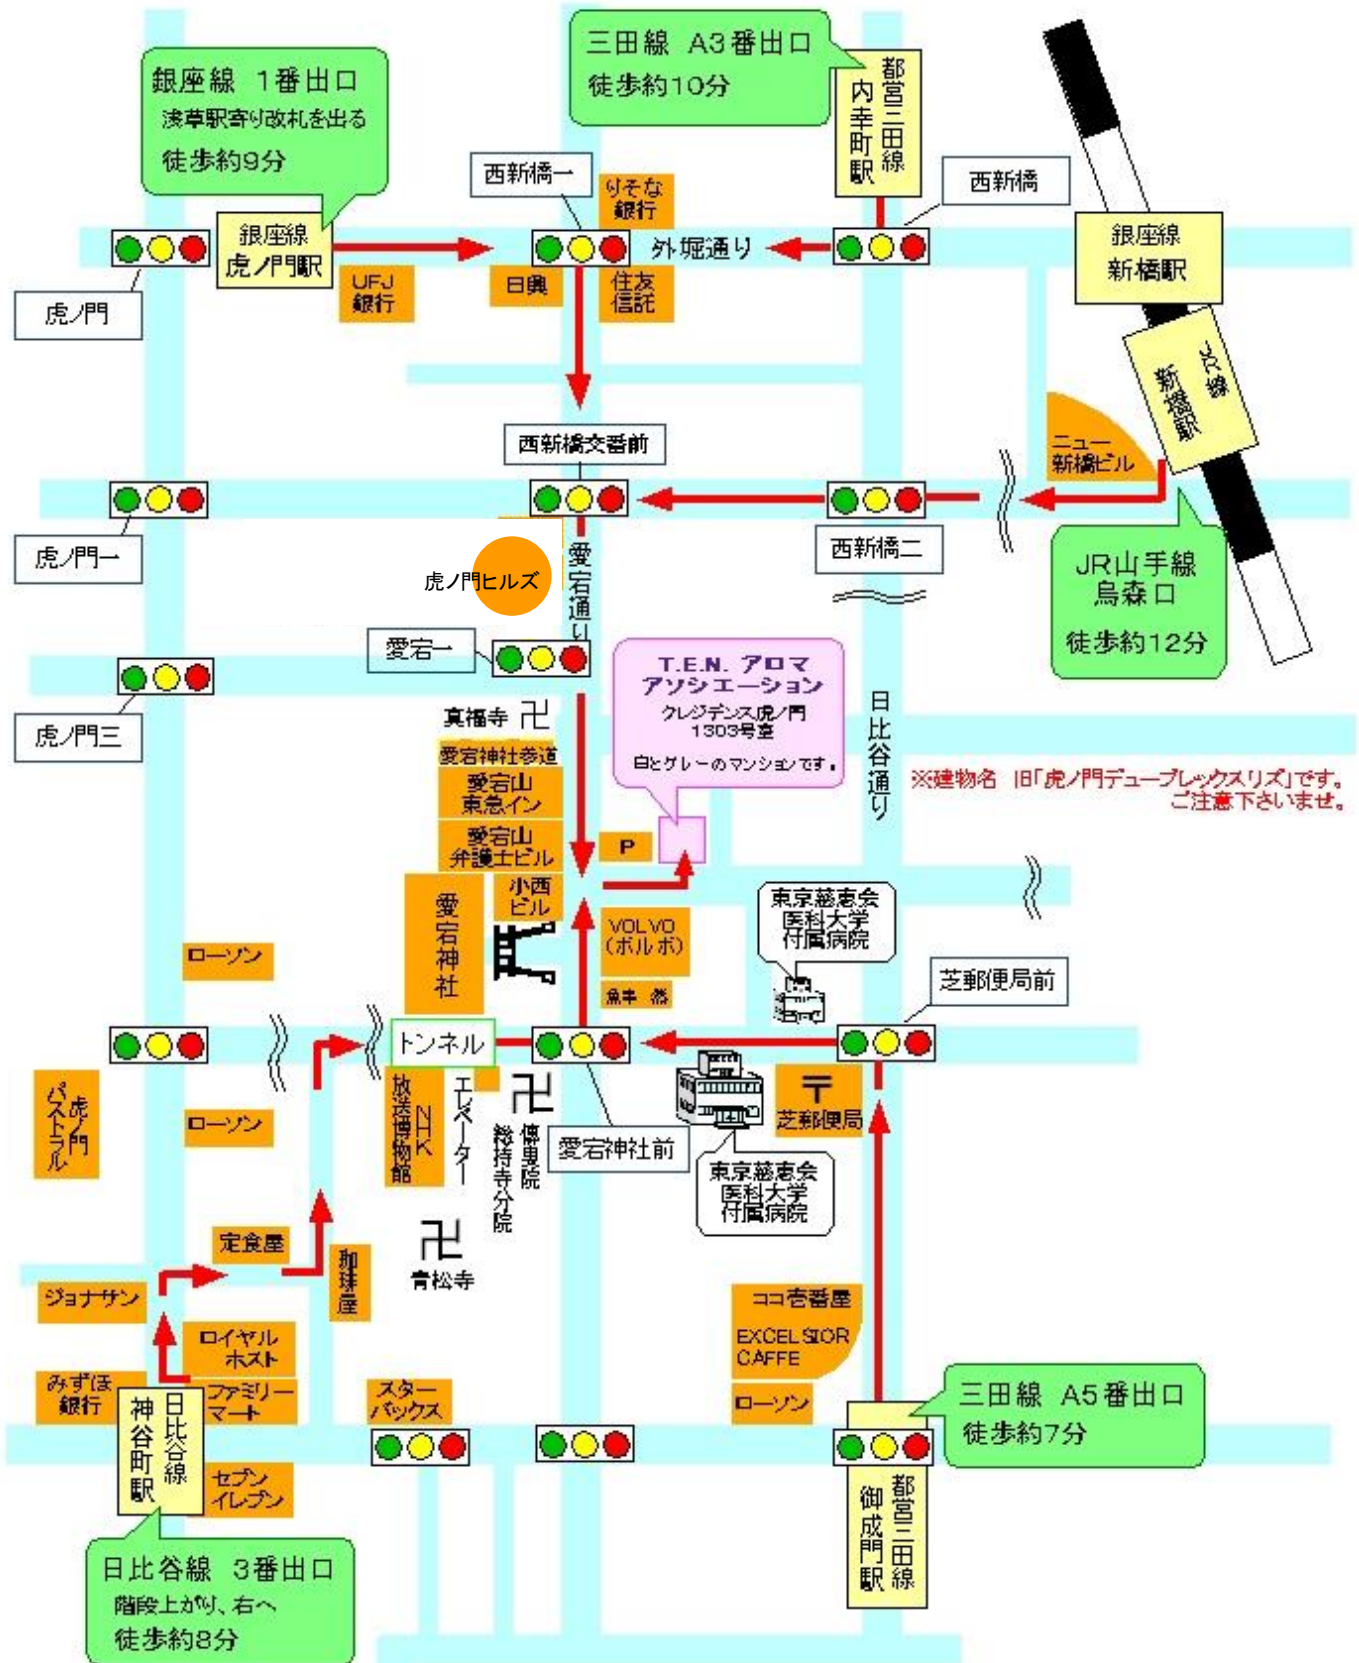 三田線 A3番出口
徒歩約10分
銀座線 1番出口
浅草駅寄り改札を出る
徒歩約9分
都営三田線
内幸町駅
西新橋一
りそな
銀行
西新橋
銀座線
虎ノ門駅
外堀通り
銀座線
新橋駅
虎ノ門
UFJ
銀行
日興
住友
信託
新橋駅
西新橋交番前
ニュー
新橋ビル
虎ノ門一
西新橋二
JR山手線
烏森口
徒歩約12分
虎ノ門ヒルズ
愛宕通り
愛宕一
虎ノ門三
T.E.N. アロマ
アソシエーション
クレジデンス虎ノ門
1303号室
白とグレーのマンションです。
日比谷通り
真福寺 卍
愛宕神社参道
愛宕山
東急イン
愛宕山
弁護士ビル
※建物名 旧「虎ノ門デュープレックスリズ」です。
ご注意下さいませ。
P
小西
ビル
愛宕神社
VOLVO
(ボルボ)
東京慈恵会
医科大学
付属病院
ローソン
芝郵便局前
トンネル
虎ノ門
パストラル
ローソン
NHK
放送博物館
エレベーター
卍
総持寺分院
愛宕神社前
〒
芝郵便局
東京慈恵会
医科大学
付属病院
定食屋
珈琲屋
卍
青松寺
ジョナサン
ロイヤル
ホスト
ココ壱番屋
EXCELSIOR
CAFFE
みずほ
銀行
ファミリー
マート
スター
バックス
ローソン
三田線 A5番出口
徒歩約7分
日比谷線
神谷町駅
セブン
イレブン
都営三田線
御成門駅
日比谷線 3番出口
階段上がり、右へ
徒歩約8分